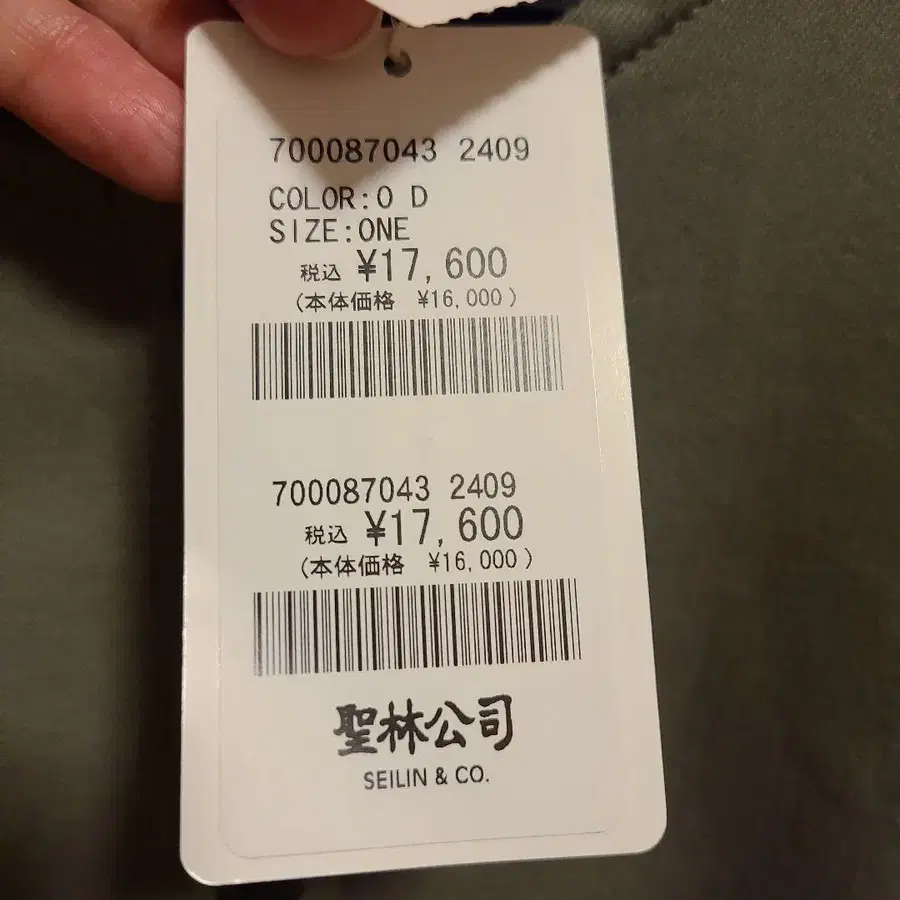 700087043 2409
COLOR:O D
SIZE:ONE
税込 ¥17,600
(本体価格 ¥16,000)
700087043 2409
税込 ¥17,600
(本体価格 ¥16,000)
聖林公司
SEILIN & CO.